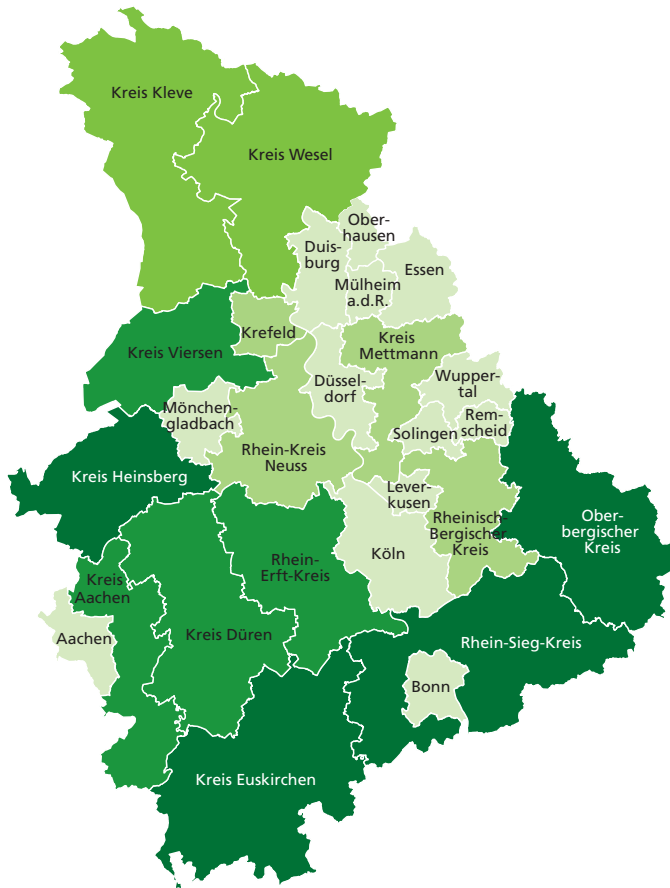 Kreis Kleve
Kreis Wesel
Ober-
hausen
Duis-
burg
Essen
Mülheim
a.d.R.
Krefeld
Kreis
Mettmann
Kreis Viersen
Düssel-
dorf
Wupper-
tal
Mönchen-
gladbach
Rem-
scheid
Solingen
Rhein-Kreis
Neuss
Kreis Heinsberg
Lever-
kusen
Rheinisch-
Bergischer
Kreis
Ober-
bergischer
Kreis
Köln
Rhein-
Erft-Kreis
Kreis
Aachen
Aachen
Kreis Düren
Rhein-Sieg-Kreis
Bonn
Kreis Euskirchen